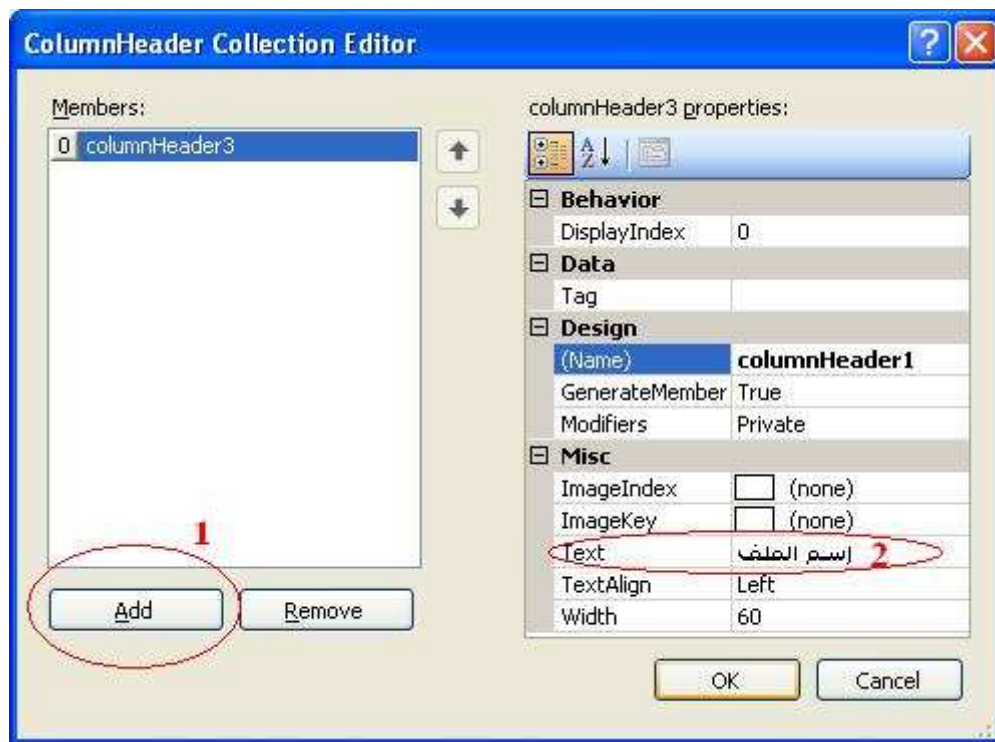 ColumnHeader Collection Editor
Members:
columnHeader3 properties:
0 columnHeader3
Behavior
DisplayIndex 0
Data
Tag
Design
(Name) columnHeader1
GenerateMember True
Modifiers Private
Misc
ImageIndex (none)
ImageKey (none)
Text إسم الملف 2
TextAlign Left
Width 60
1
Add Remove
OK Cancel